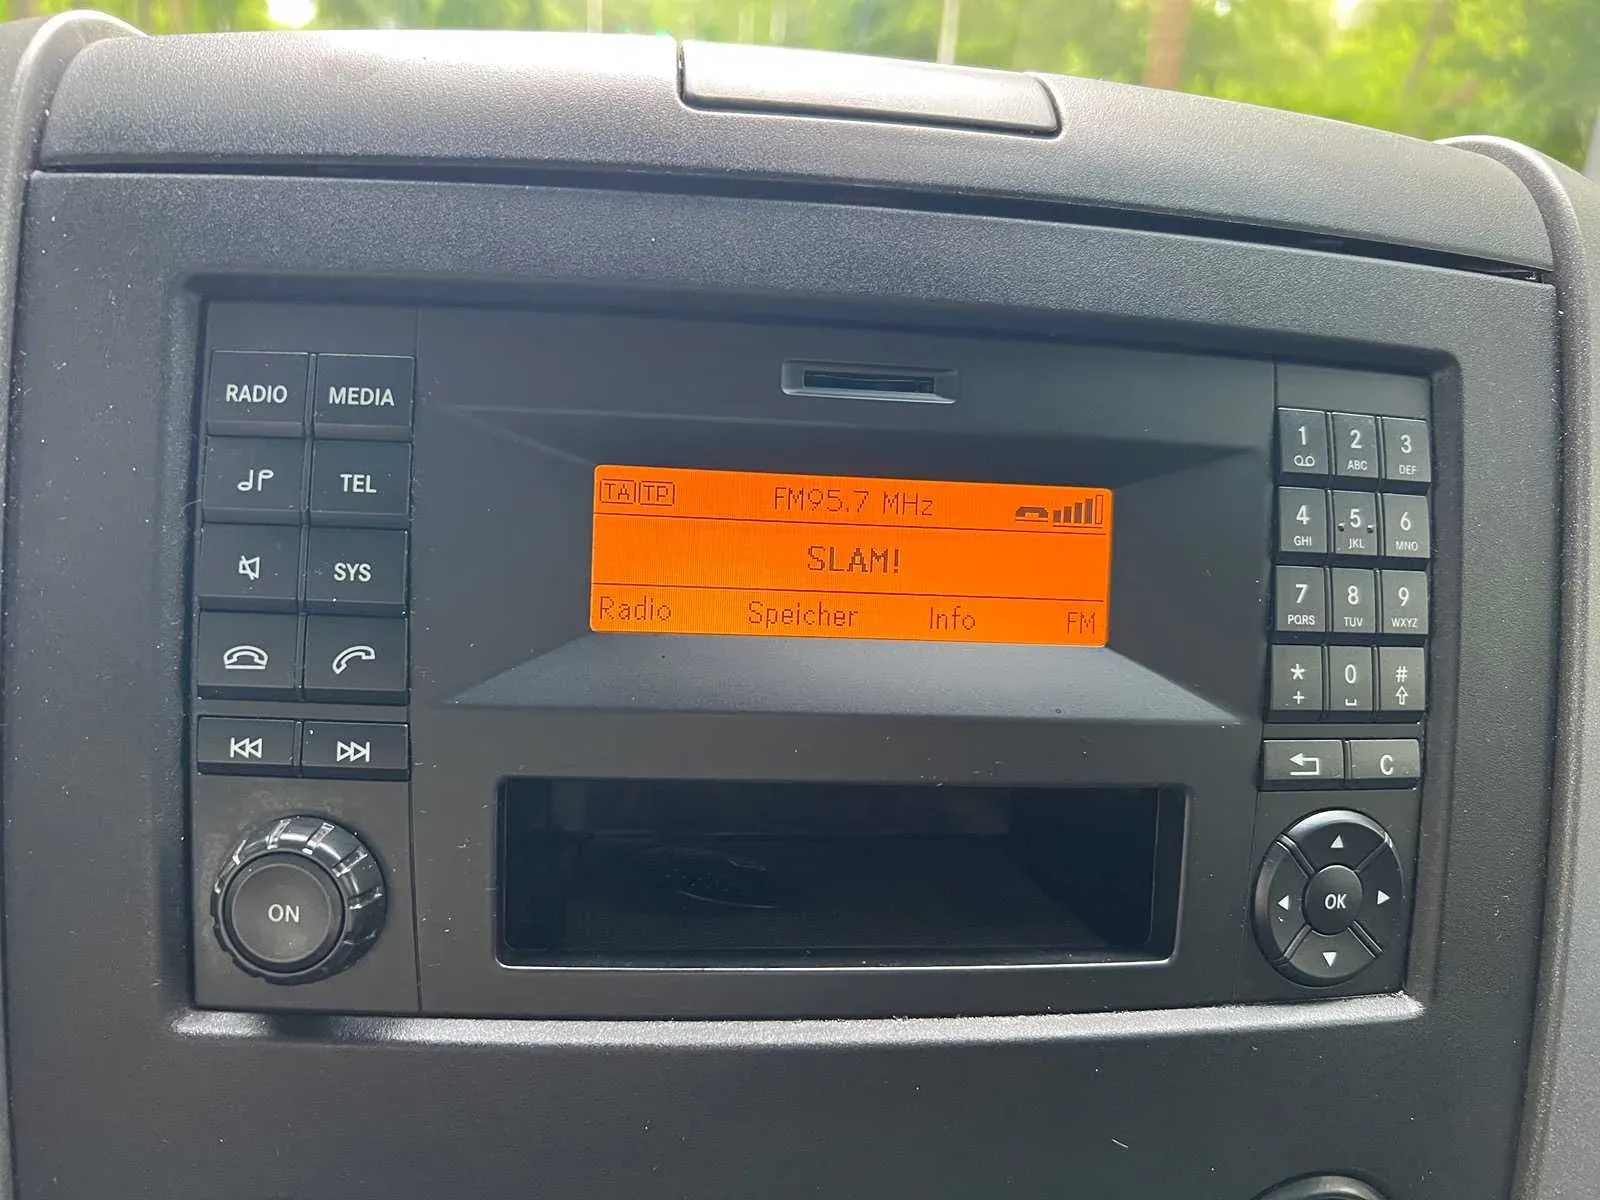 RADIO MEDIA
TEL
SYS
ON
TA TP FM95.7 MHz
SLAM!
Radio Speicher Info FM
1 2 3
ABC DEF
4 5 6
GHI JKL MNO
7 8 9
PQRS TUV WXYZ
* 0 #
+
C
OK